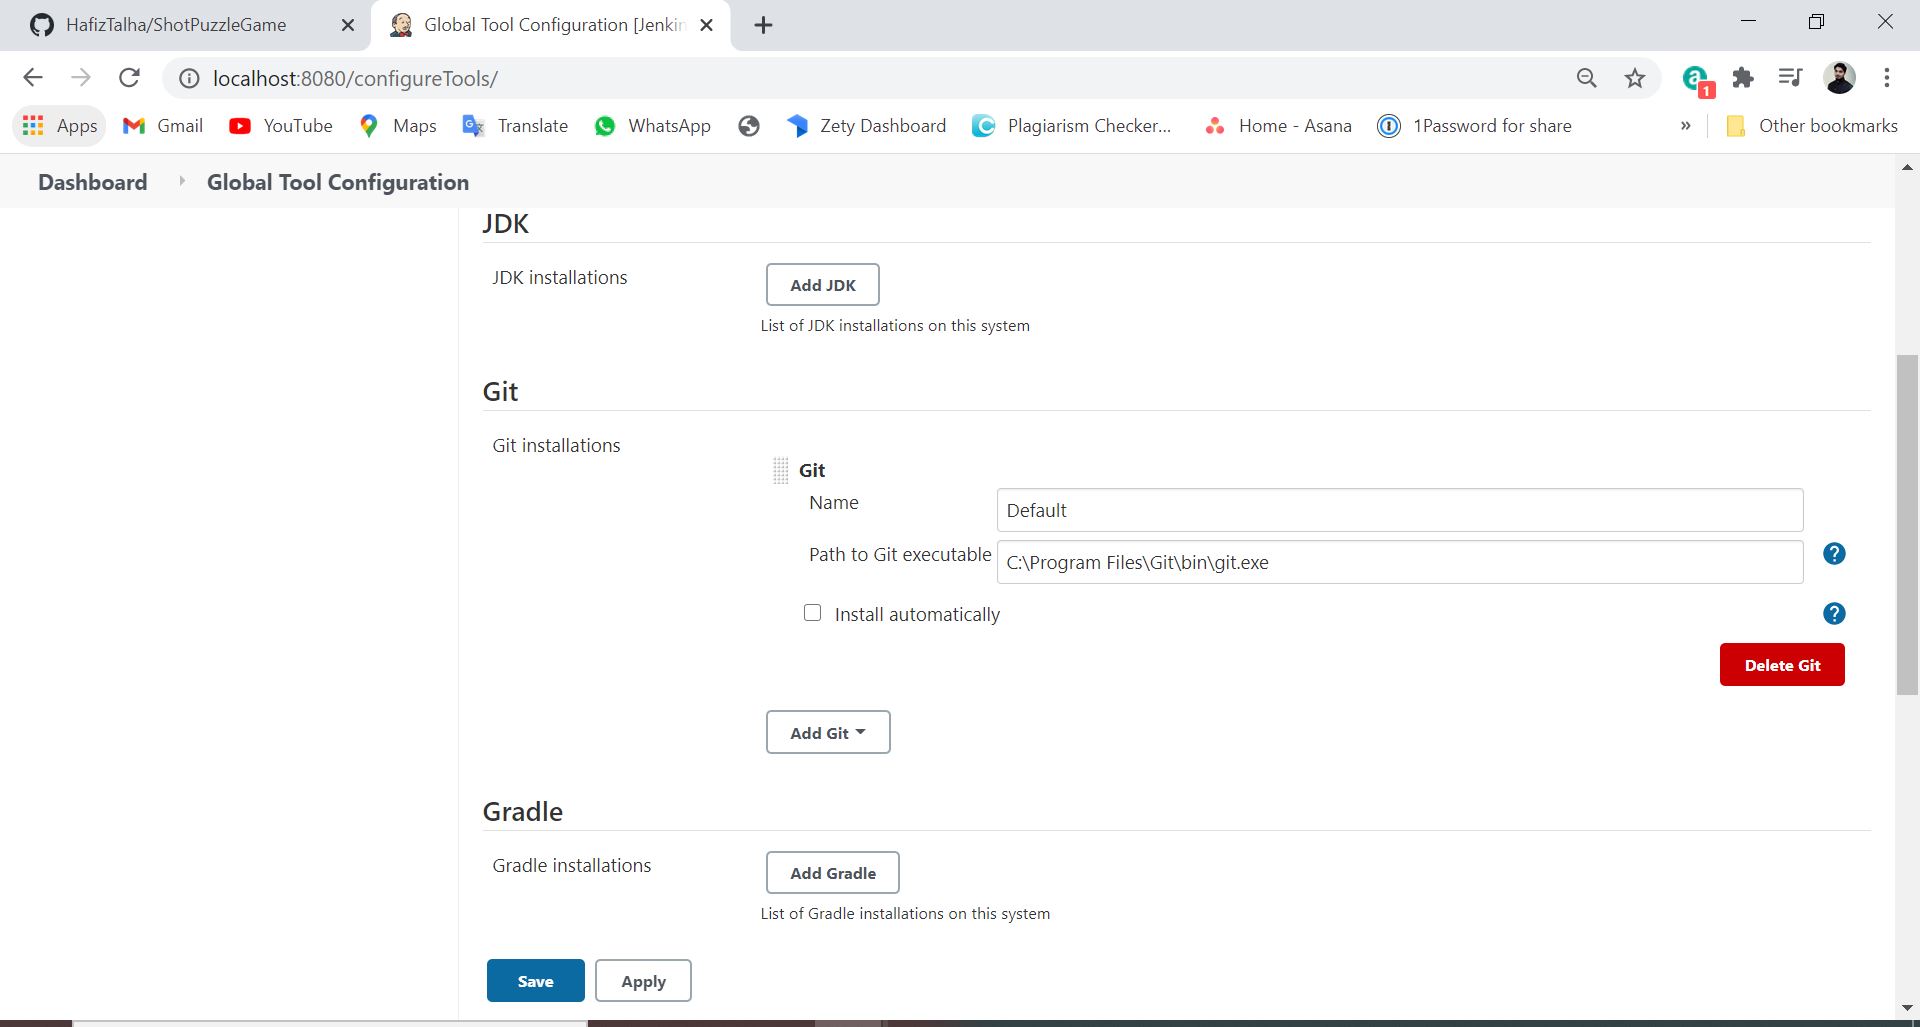 HafizTalha/ShotPuzzleGame
Global Tool Configuration [Jenkin
localhost:8080/configureTools/
a 1
Apps Gmail YouTube Maps Translate WhatsApp Zety Dashboard Plagiarism Checker... Home - Asana 1Password for share » Other bookmarks
Dashboard Global Tool Configuration
JDK
JDK installations
Add JDK
List of JDK installations on this system
Git
Git installations
Git
Name
Default
Path to Git executable
C:\Program Files\Git\bin\git.exe
?
Install automatically
?
Delete Git
Add Git
Gradle
Gradle installations
Add Gradle
List of Gradle installations on this system
Save Apply